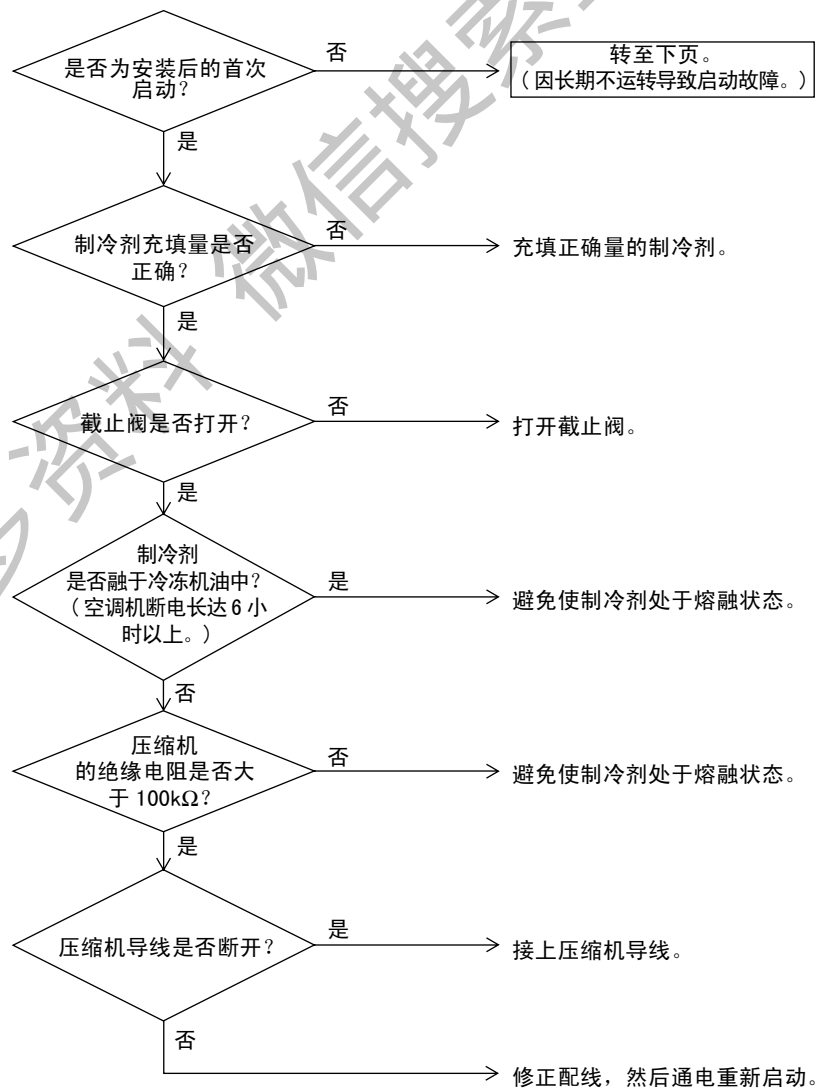 是否为安装后的首次
启动？
否
转至下页。
（因长期不运转导致启动故障。）
是
制冷剂充填量是否
正确？
否
充填正确量的制冷剂。
是
截止阀是否打开？
否
打开截止阀。
是
制冷剂
是否融于冷冻机油中？
（空调机断电长达 6 小
时以上。）
是
避免使制冷剂处于熔融状态。
否
压缩机
的绝缘电阻是否大
于 100kΩ？
否
避免使制冷剂处于熔融状态。
是
压缩机导线是否断开？
是
接上压缩机导线。
否
修正配线，然后通电重新启动。
资料 微信搜索